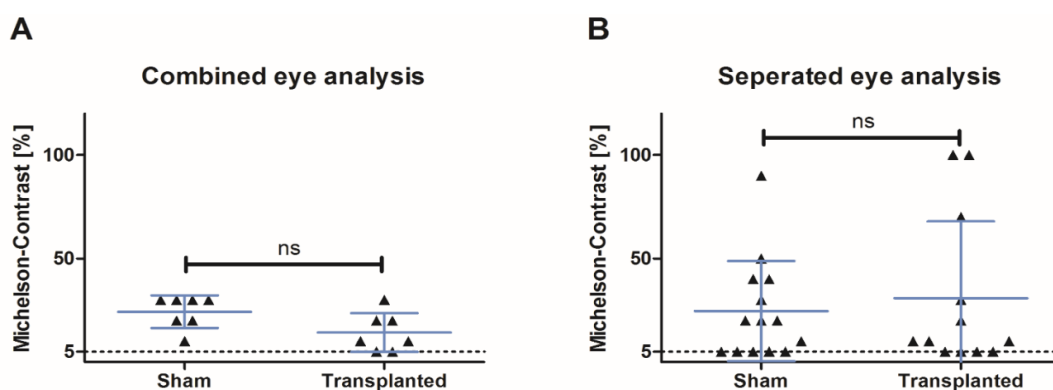 A
Combined eye analysis
Michelson-Contrast [%]
100
50
5
ns
Sham
Transplanted
B
Seperated eye analysis
Michelson-Contrast [%]
100
50
5
ns
Sham
Transplanted